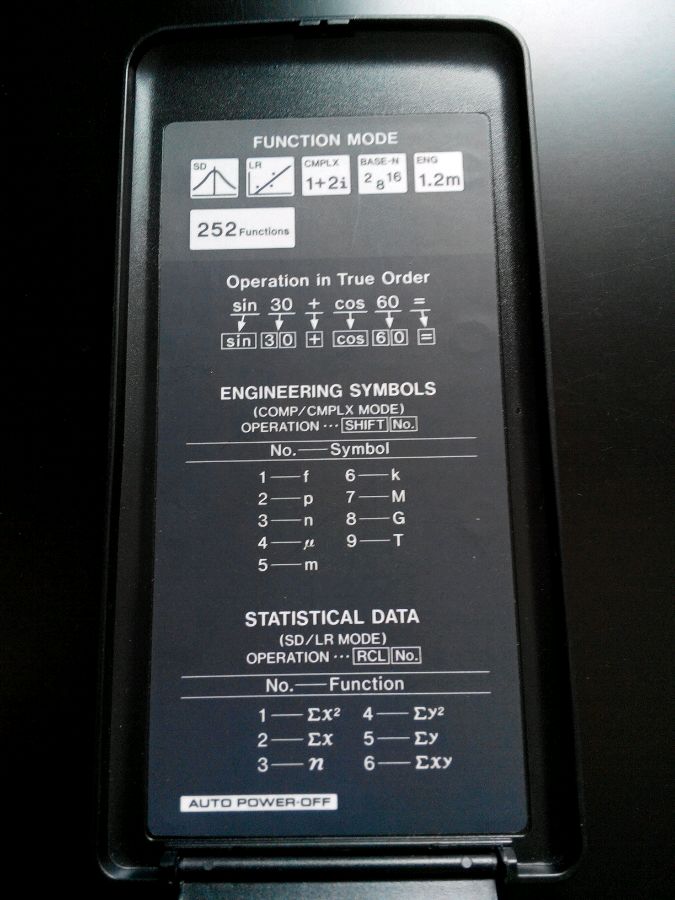 FUNCTION MODE
SD LR CMPLX BASE-N ENG
1+2i 2 8 16 1.2m
252 Functions
Operation in True Order
sin 30 + cos 60 =
sin 3 0 + cos 6 0 =
ENGINEERING SYMBOLS
(COMP/CMPLX MODE)
OPERATION ··· SHIFT No.
No.—Symbol
1—f 6—k
2—p 7—M
3—n 8—G
4—μ 9—T
5—m
STATISTICAL DATA
(SD/LR MODE)
OPERATION ··· RCL No.
No.—Function
1—Σx² 4—Σy²
2—Σx 5—Σy
3—n 6—Σxy
AUTO POWER-OFF